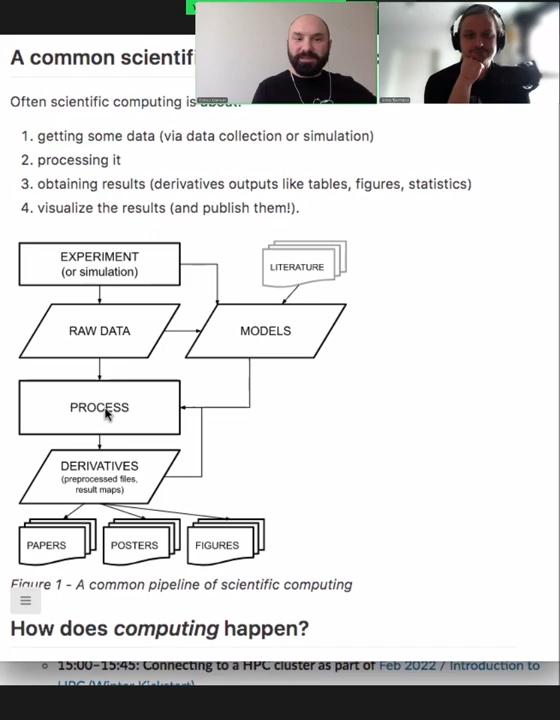 A common scientif
Often scientific computing is about:
1. getting some data (via data collection or simulation)
2. processing it
3. obtaining results (derivatives outputs like tables, figures, statistics)
4. visualize the results (and publish them!).
EXPERIMENT
(or simulation)
LITERATURE
RAW DATA
MODELS
PROCESS
DERIVATIVES
(preprocessed files,
result maps)
PAPERS
POSTERS
FIGURES
Figure 1 - A common pipeline of scientific computing
How does computing happen?
15:00–15:45: Connecting to a HPC cluster as part of Feb 2022 / Introduction to
HPC (Winter Kickstart)